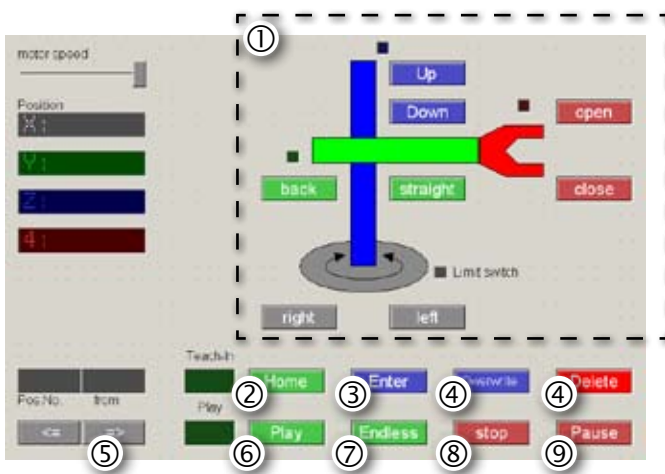 ①
motor speed
Up
Position
X:
Down
open
Y:
back
straight
close
Z:
4:
Limit switch
right
left
Teach-In
② Home
③ Enter
④ Overwrite
④ Delete
Pos.No.
from
Play
<=
=>
⑤
⑥ Play
⑦ Endless
⑧ stop
⑨ Pause